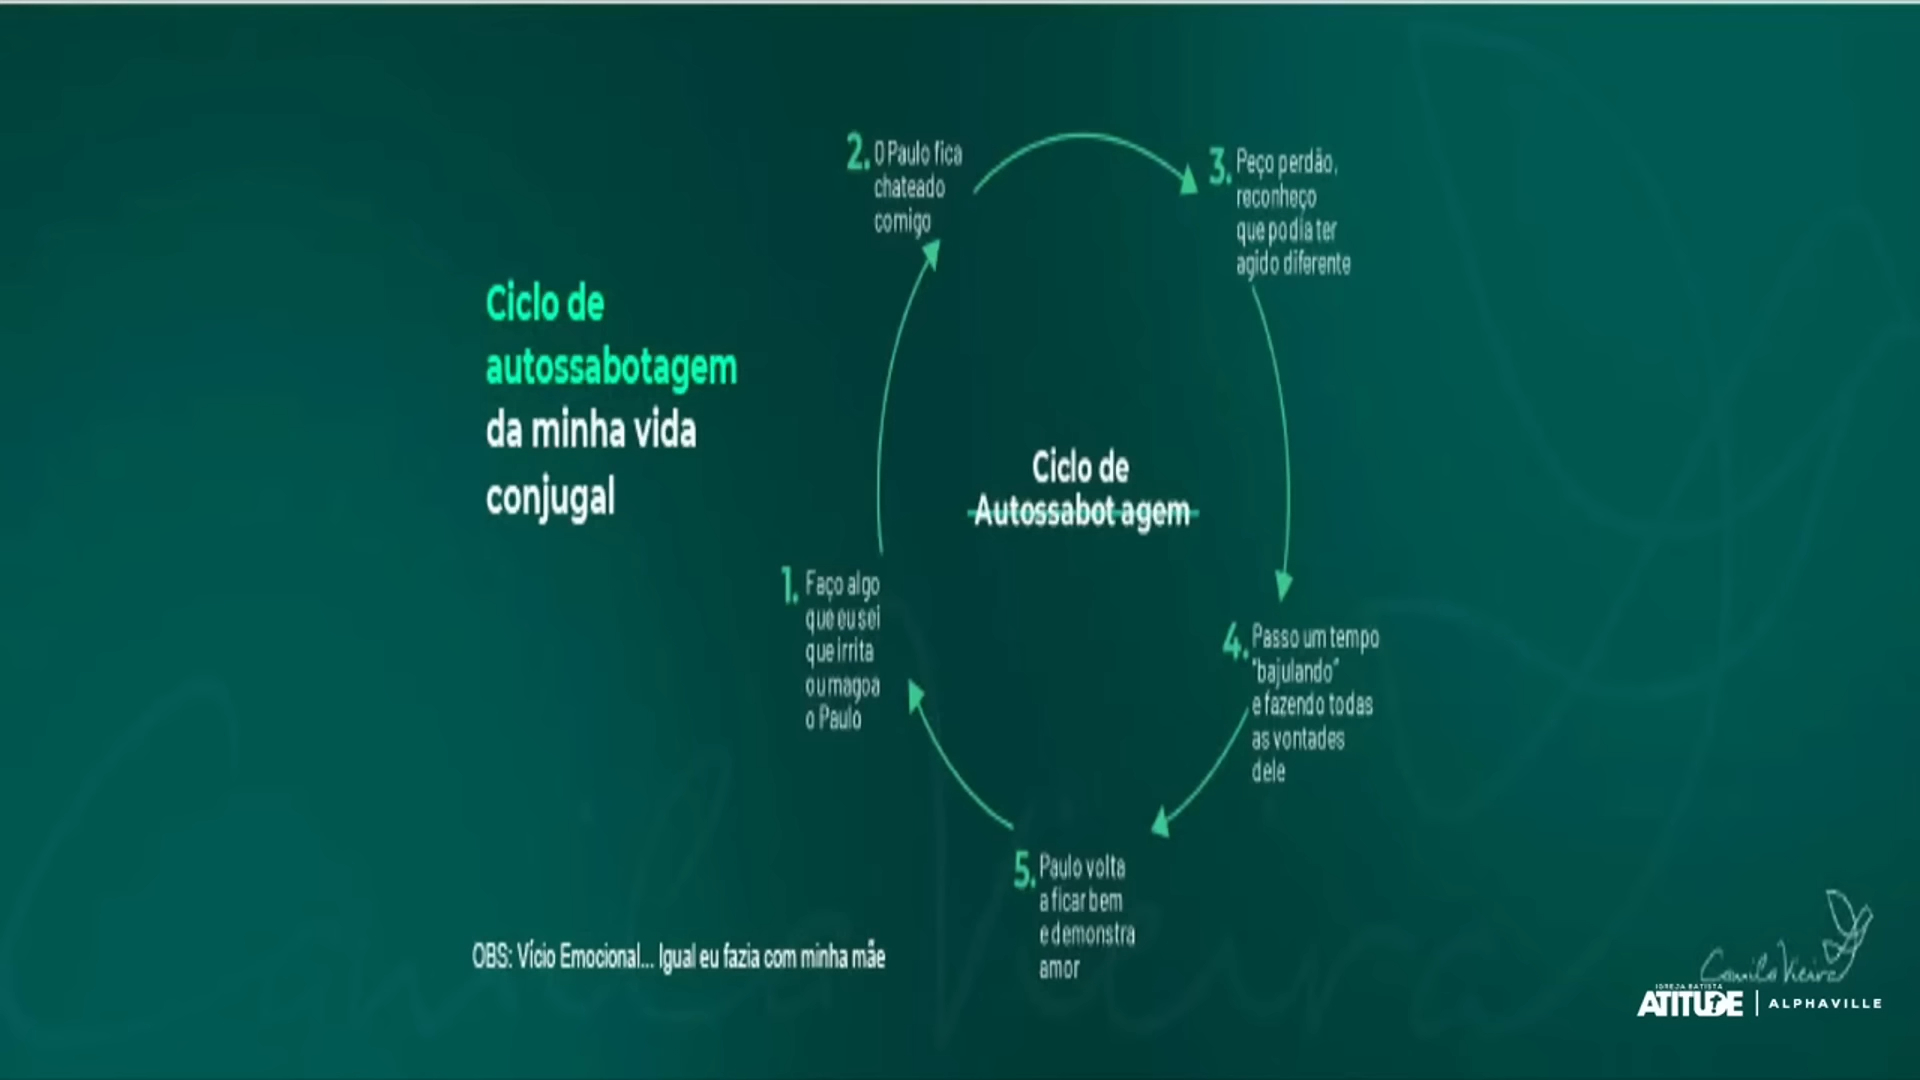 Ciclo de
autossabotagem
da minha vida
conjugal
Ciclo de
Autossabot agem
1. Faço algo
que eu sei
que irrita
ou magoa
o Paulo
2. O Paulo fica
chateado
comigo
3. Peço perdão,
reconheço
que podia ter
agido diferente
4. Passo um tempo
"bajulando"
e fazendo todas
as vontades
dele
5. Paulo volta
a ficar bem
e demonstra
amor
OBS: Vício Emocional... Igual eu fazia com minha mãe
Camila Vieira
IGREJA BATISTA
ATITUDE | ALPHAVILLE